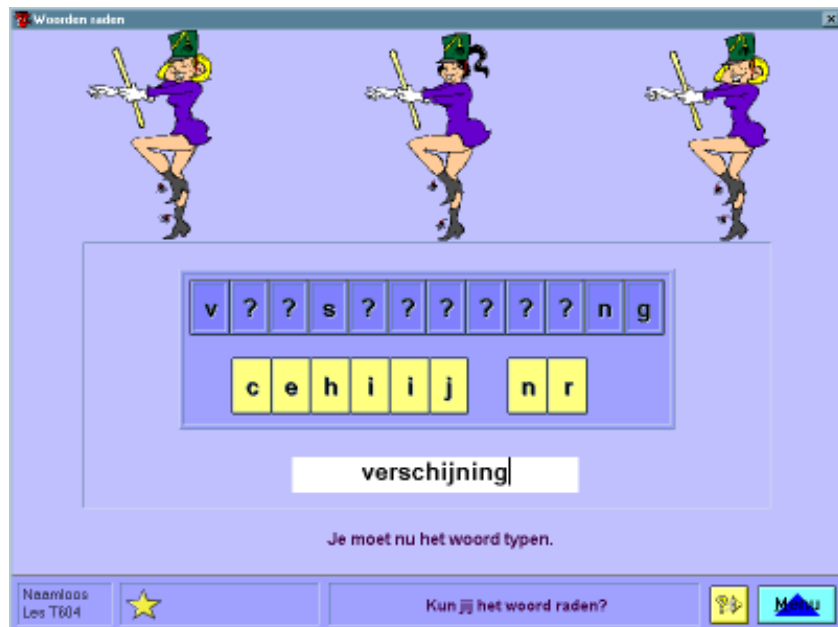 Woorden raden
v ? ? s ? ? ? ? ? ? n g
c e h i i j n r
verschijning
Je moet nu het woord typen.
Naamloos
Les T604
Kun jij het woord raden?
Menu